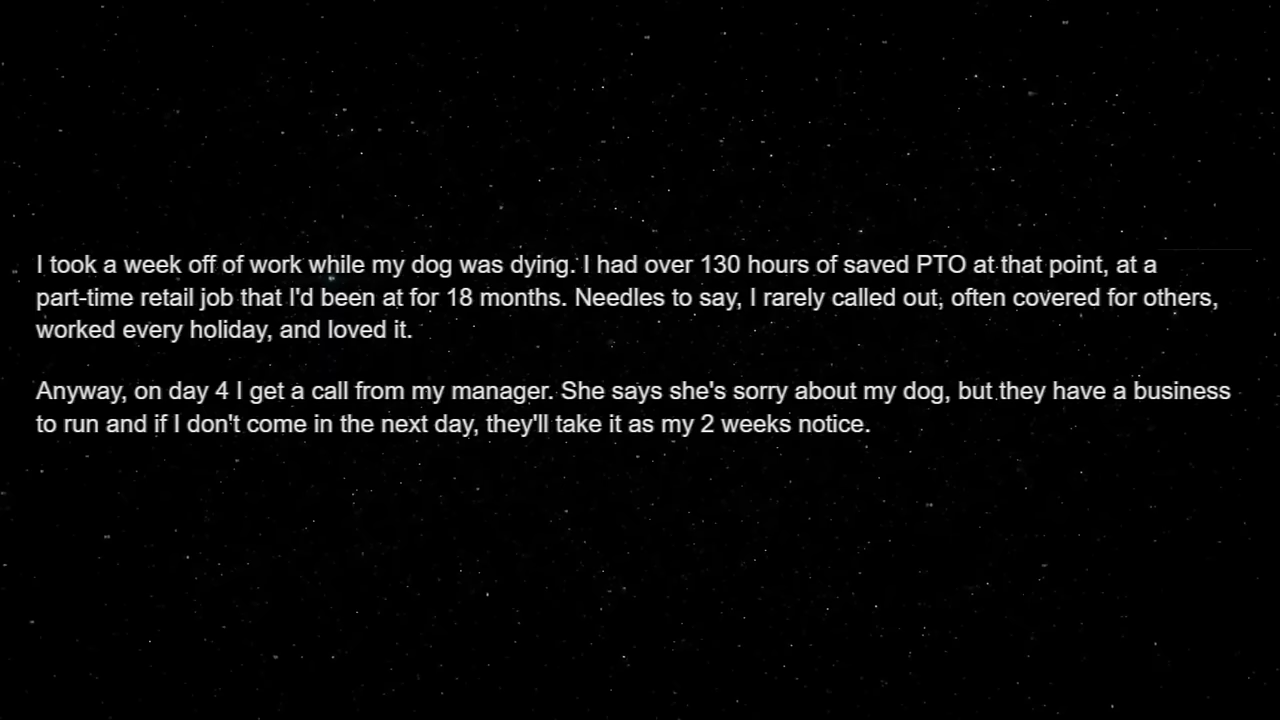 I took a week off of work while my dog was dying. I had over 130 hours of saved PTO at that point, at a
part-time retail job that I'd been at for 18 months. Needles to say, I rarely called out, often covered for others,
worked every holiday, and loved it.
Anyway, on day 4 I get a call from my manager. She says she's sorry about my dog, but they have a business
to run and if I don't come in the next day, they'll take it as my 2 weeks notice.